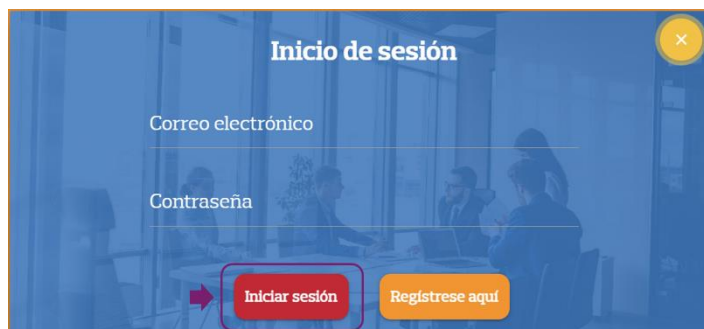 Inicio de sesión
Correo electrónico
Contraseña
Iniciar sesión
Regístrese aquí